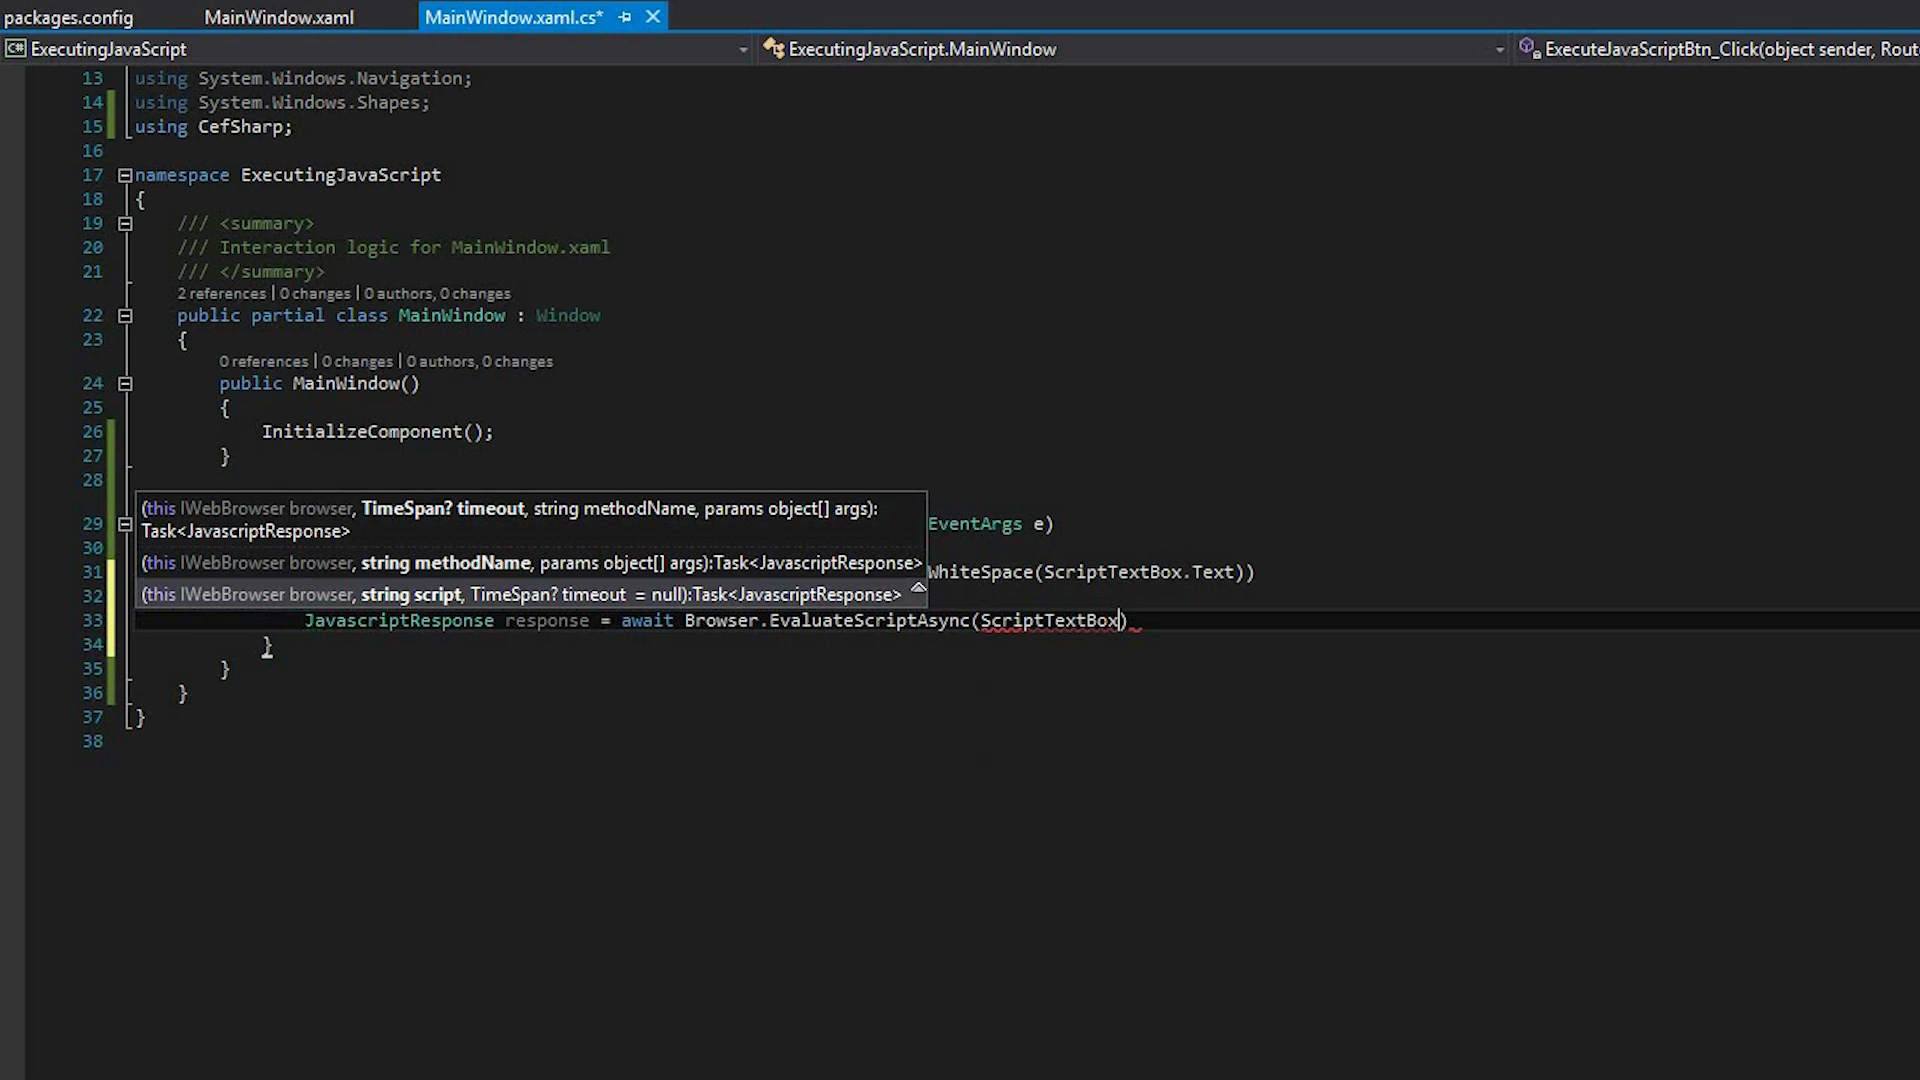 packages.config MainWindow.xaml MainWindow.xaml.cs*
ExecutingJavaScript ExecutingJavaScript.MainWindow ExecuteJavaScriptBtn_Click(object sender, Route
13 using System.Windows.Navigation;
14 using System.Windows.Shapes;
15 using CefSharp;
16
17 namespace ExecutingJavaScript
18 {
19 /// <summary>
20 /// Interaction logic for MainWindow.xaml
21 /// </summary>
2 references | 0 changes | 0 authors, 0 changes
22 public partial class MainWindow : Window
23 {
0 references | 0 changes | 0 authors, 0 changes
24 public MainWindow()
25 {
26 InitializeComponent();
27 }
28
(this IWebBrowser browser, TimeSpan? timeout, string methodName, params object[] args):
Task<JavascriptResponse>
29 EventArgs e)
30
(this IWebBrowser browser, string methodName, params object[] args):Task<JavascriptResponse>
31 WhiteSpace(ScriptTextBox.Text))
32 (this IWebBrowser browser, string script, TimeSpan? timeout = null):Task<JavascriptResponse>
33 JavascriptResponse response = await Browser.EvaluateScriptAsync(ScriptTextBox)
34 }
35 }
36 }
37 }
38